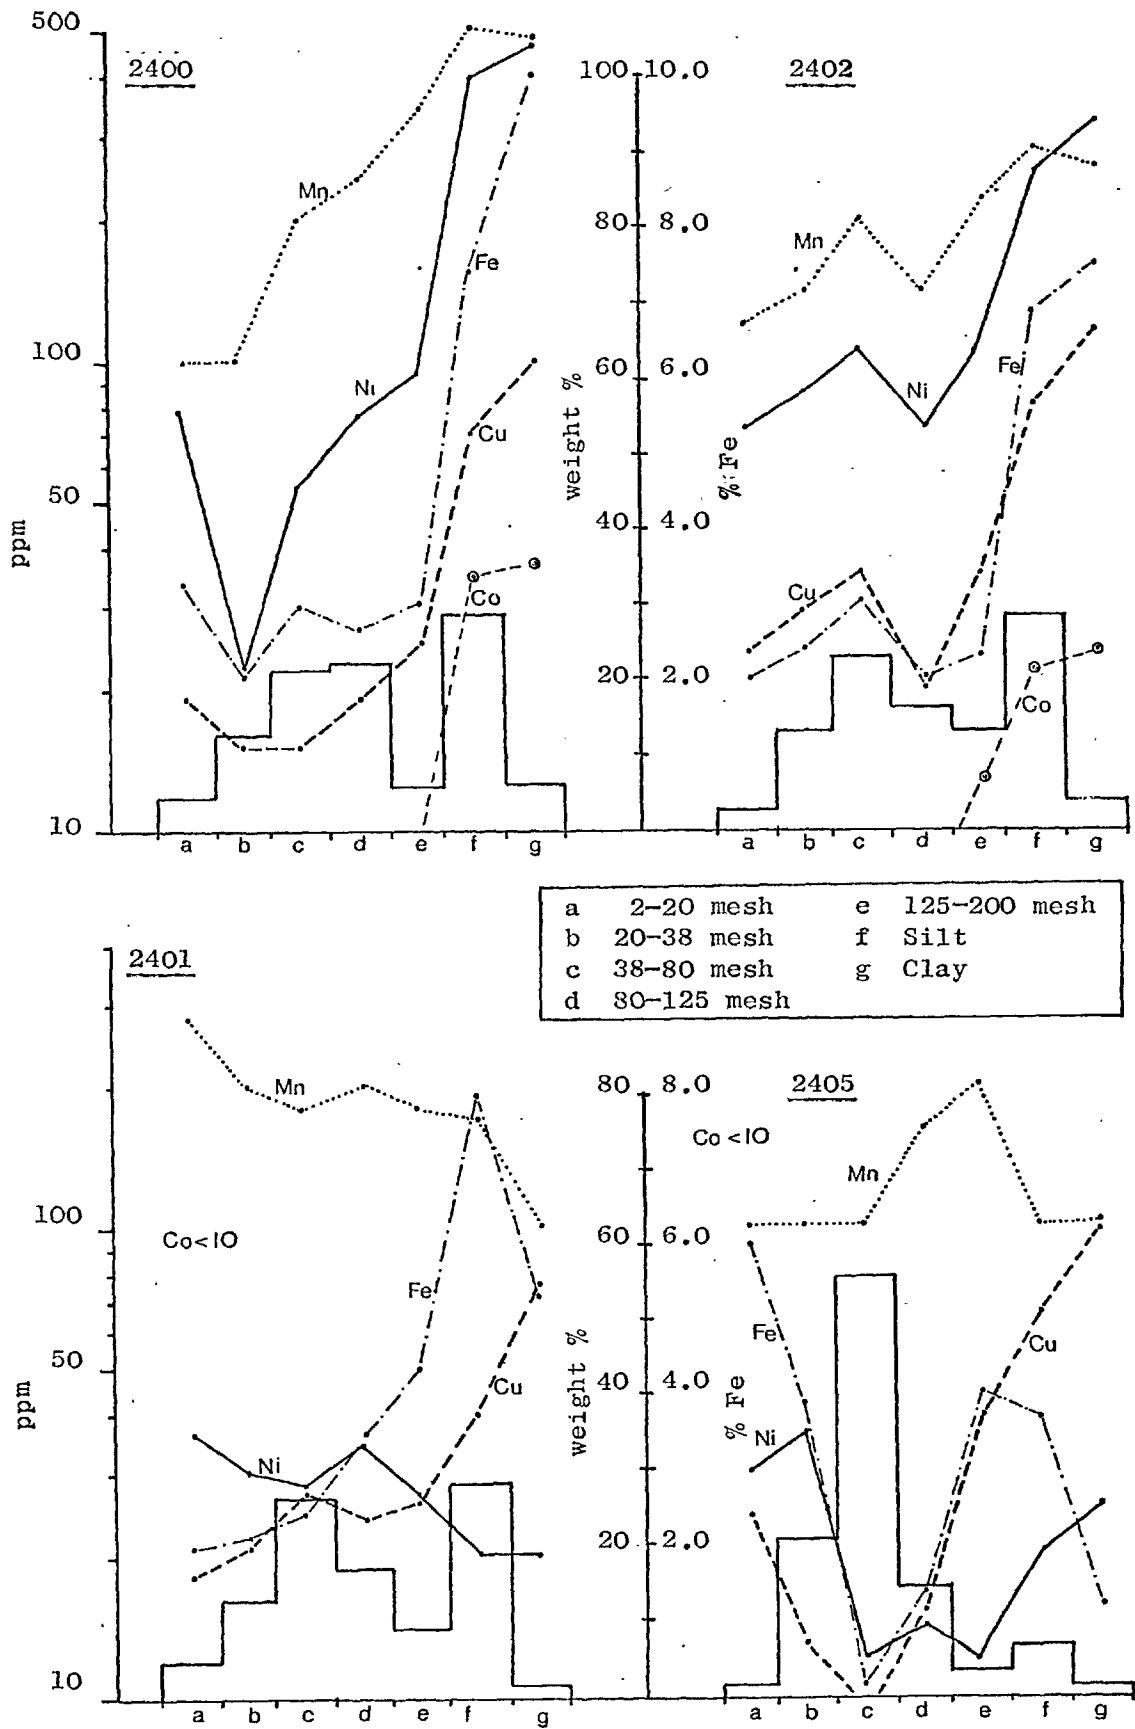 500
2400
100 10.0
2402
Mn
80 8.0
Mn
Fe
100
Ni
60 6.0
Ni
Fe
Cu
weight %
% Fe
50
ppm
40 4.0
Co
Cu
20 2.0
Co
10
a b c d e f g
a b c d e f g
a 2-20 mesh e 125-200 mesh
b 20-38 mesh f Silt
c 38-80 mesh g Clay
d 80-125 mesh
2401
Mn
80 8.0
2405
Co <10
Mn
100
Co<10
60 6.0
Fe
Fe
Cu
50
Cu
ppm
weight %
40 4.0
% Fe
Ni
Ni
20 2.0
10
a b c d e f g
a b c d e f g